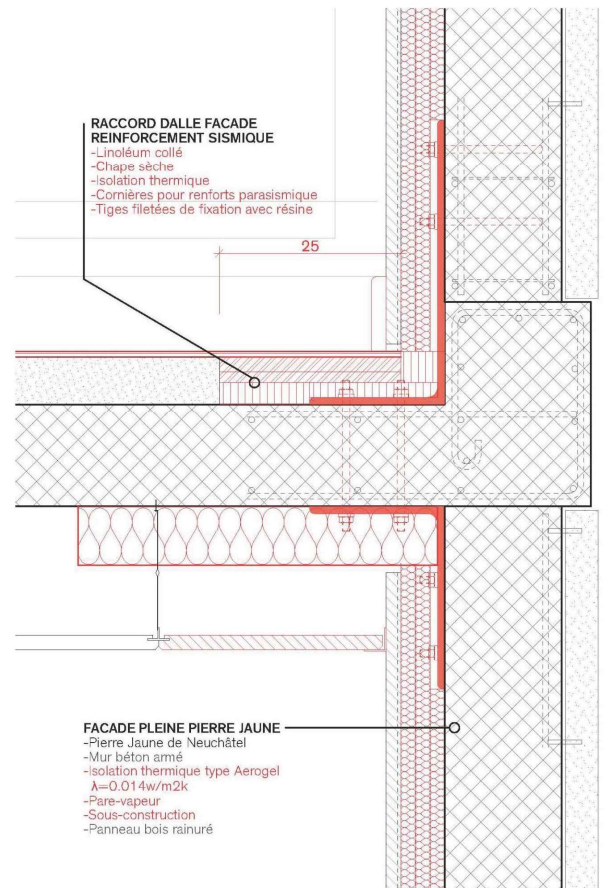 RACCORD DALLE FACADE
REINFORCEMENT SISMIQUE
-Linoléum collé
-Chape sèche
-Isolation thermique
-Cornières pour renforts parasismique
-Tiges filetées de fixation avec résine
25
FACADE PLEINE PIERRE JAUNE
-Pierre Jaune de Neuchâtel
-Mur béton armé
-Isolation thermique type Aerogel
λ=0.014w/m2k
-Pare-vapeur
-Sous-construction
-Panneau bois rainuré